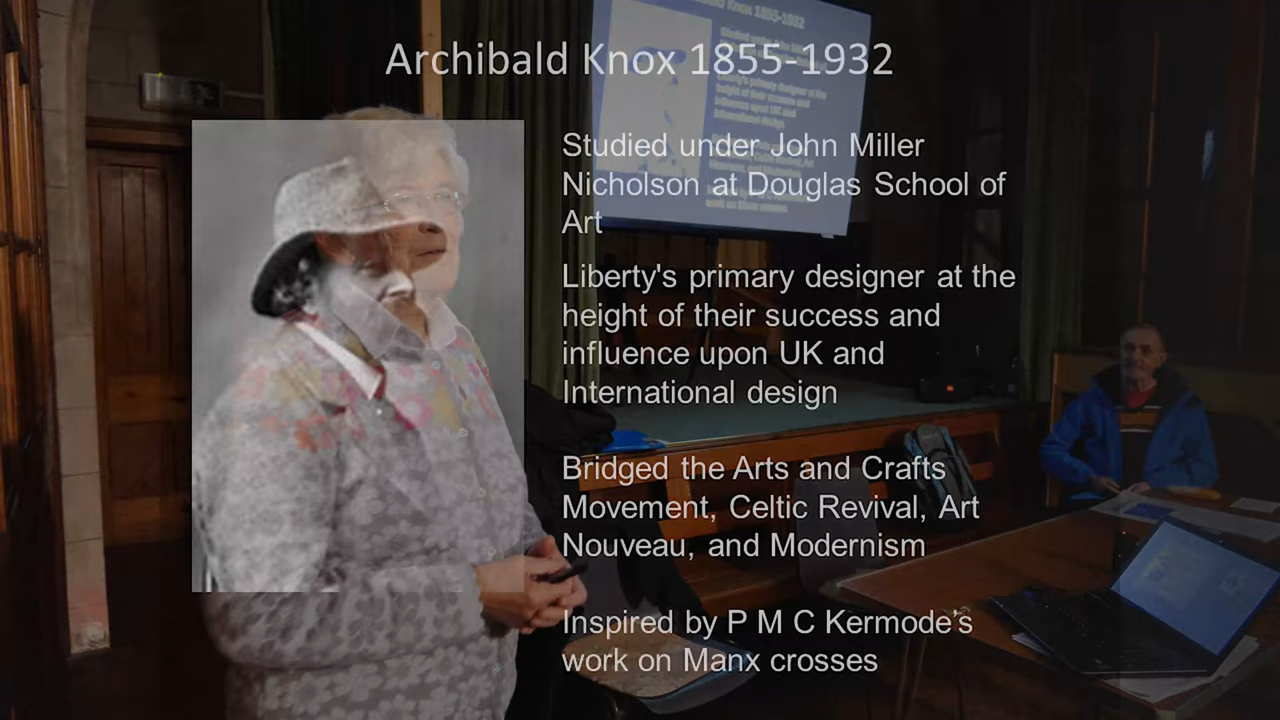 Archibald Knox 1855-1932
Studied under John Miller
Nicholson at Douglas School of
Art
Liberty's primary designer at the
height of their success and
influence upon UK and
International design
Bridged the Arts and Crafts
Movement, Celtic Revival, Art
Nouveau, and Modernism
Inspired by P M C Kermode’s
work on Manx crosses